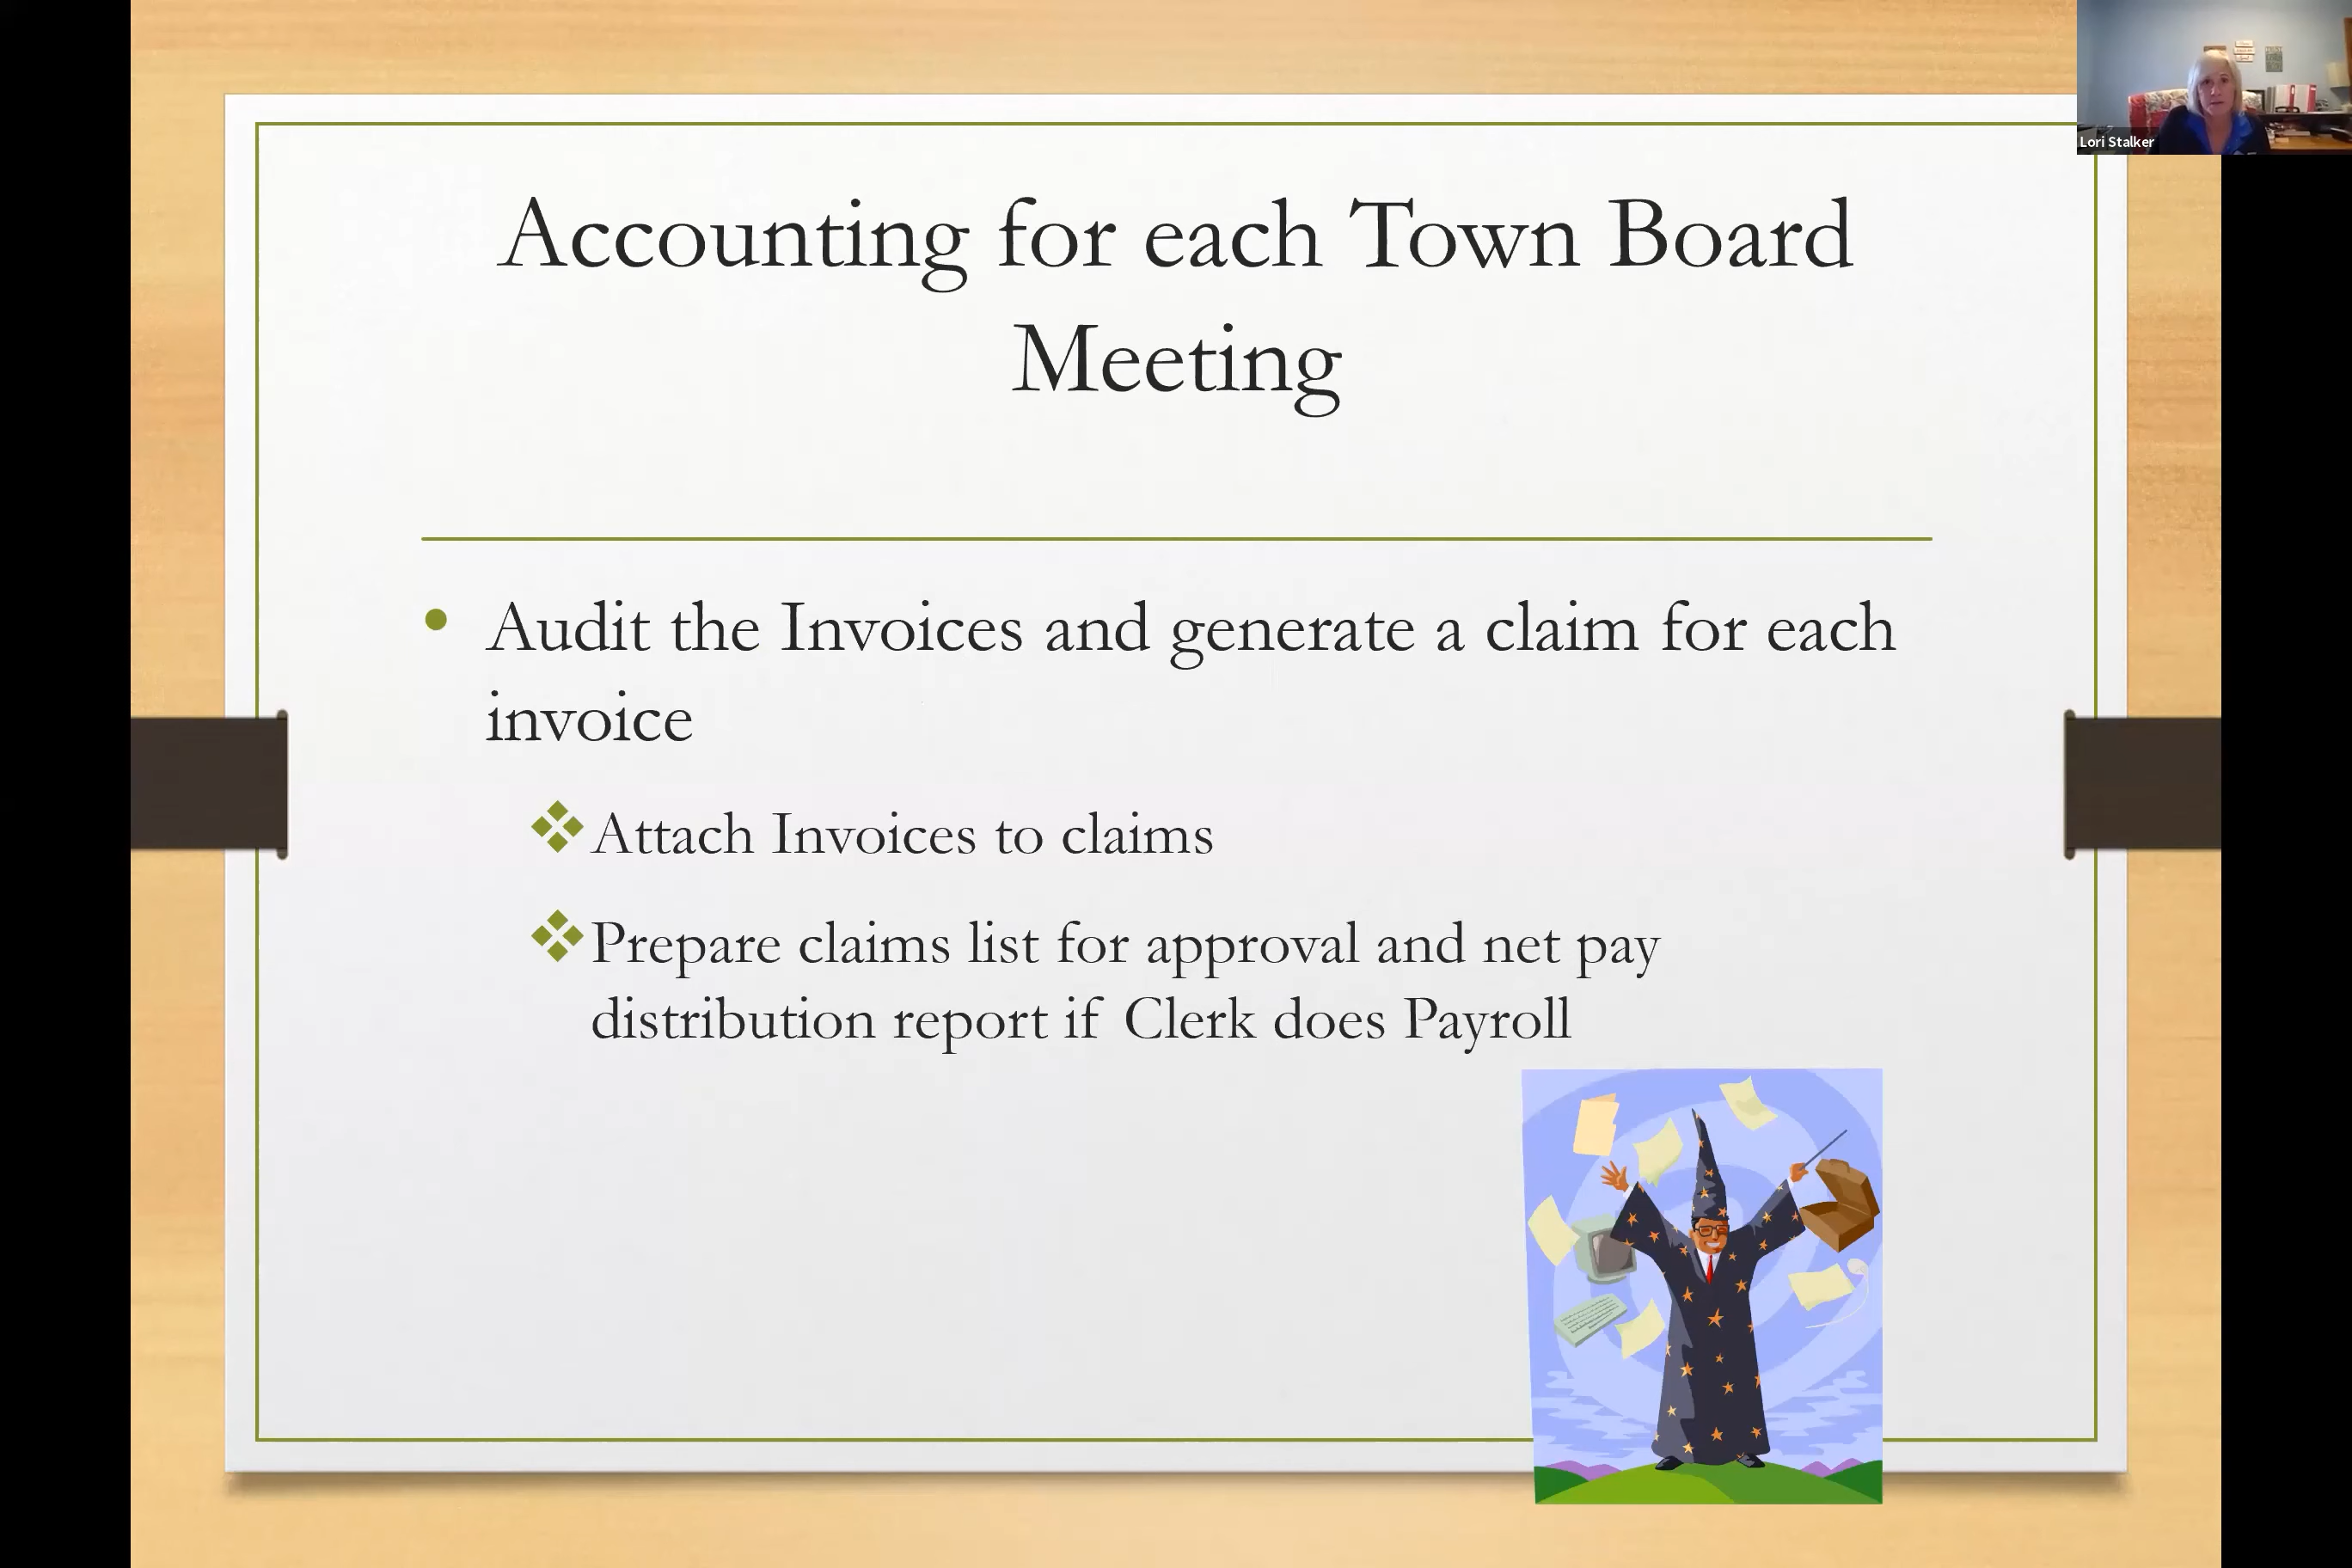 Lori Stalker
Accounting for each Town Board
Meeting
Audit the Invoices and generate a claim for each
invoice
Attach Invoices to claims
Prepare claims list for approval and net pay
distribution report if Clerk does Payroll